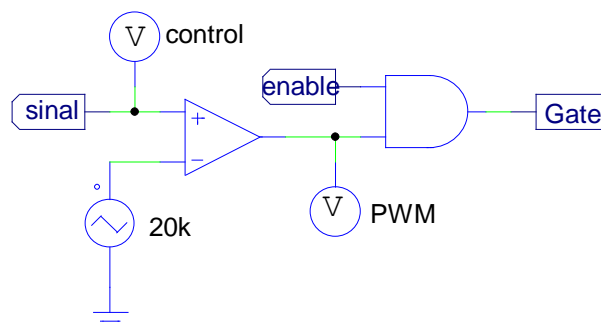 V control
sinal
enable
+
Gate
−
V PWM
20k